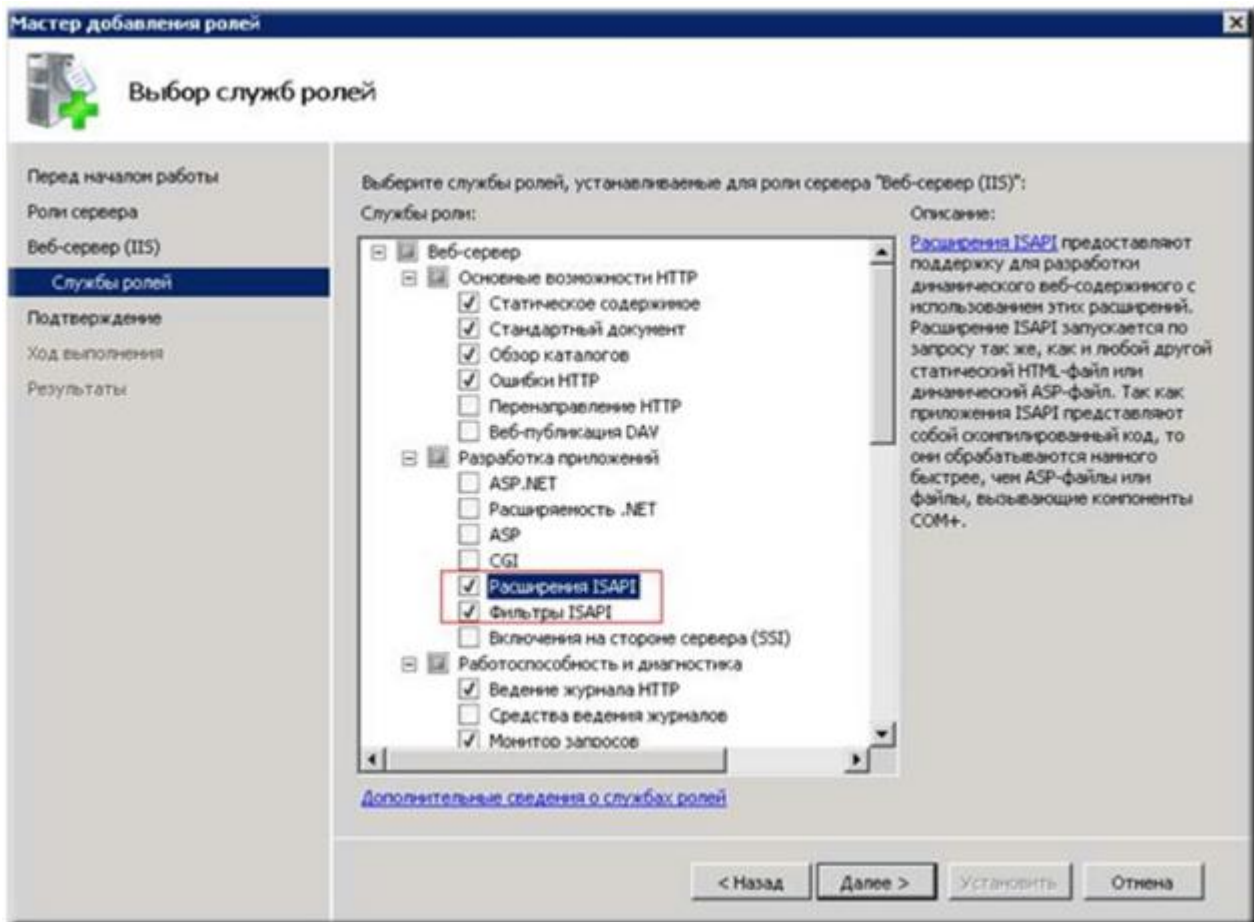 Мастер добавления ролей
Выбор служб ролей
Перед началом работы
Роли сервера
Веб-сервер (IIS)
Службы ролей
Подтверждение
Ход выполнения
Результаты
Выберите службы ролей, устанавливаемые для роли сервера "Веб-сервер (IIS)":
Службы роли:
Веб-сервер
Основные возможности HTTP
Статическое содержимое
Стандартный документ
Обзор каталогов
Ошибки HTTP
Перенаправление HTTP
Веб-публикация DAV
Разработка приложений
ASP.NET
Расширяемость .NET
ASP
CGI
Расширения ISAPI
Фильтры ISAPI
Включения на стороне сервера (SSI)
Работоспособность и диагностика
Ведение журнала HTTP
Средства ведения журналов
Монитор запросов
Дополнительные сведения о службах ролей
Описание:
Расширения ISAPI предоставляют
поддержку для разработки
динамического веб-содержимого с
использованием этих расширений.
Расширение ISAPI запускается по
запросу так же, как и любой другой
статический HTML-файл или
динамический ASP-файл. Так как
приложения ISAPI представляют
собой скомпилированный код, то
они обрабатываются намного
быстрее, чем ASP-файлы или
файлы, вызывающие компоненты
COM+.
< Назад
Далее >
Установить
Отмена